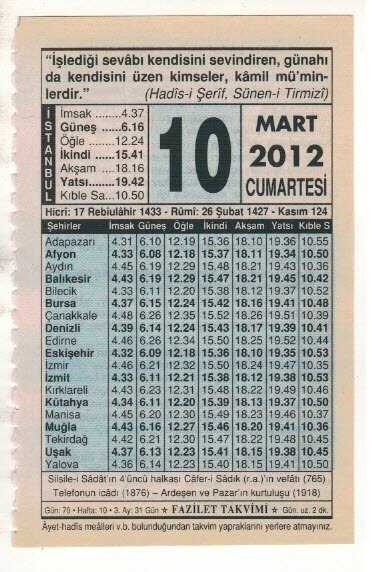 “İşlediği sevâbı kendisini sevindiren, günahı
da kendisini üzen kimseler, kâmil mü’min-
lerdir.” (Hadîs-i Şerîf, Sünen-i Tirmizî)
İSTANBUL
İmsak ........4.37
Güneş ......6.16
Öğle ........12.24
İkindi ......15.41
Akşam ....18.16
Yatsı.......19.42
Kıble Sa...10.50
10
MART
2012
CUMARTESİ
Hicrî: 17 Rebiulâhir 1433 - Rûmî: 26 Şubat 1427 - Kasım 124
Şehirler İmsak Güneş Öğle İkindi Akşam Yatsı Kıble S
Adapazarı 4.31 6.10 12.19 15.36 18.10 19.36 10.55
Afyon 4.33 6.08 12.18 15.37 18.11 19.34 10.50
Aydın 4.45 6.19 12.29 15.48 18.21 19.43 10.36
Balıkesir 4.43 6.19 12.29 15.47 18.21 19.45 10.42
Bilecik 4.33 6.11 12.20 15.38 18.12 19.37 10.52
Bursa 4.37 6.15 12.24 15.42 18.16 19.41 10.48
Çanakkale 4.48 6.26 12.35 15.52 18.26 19.51 10.39
Denizli 4.39 6.14 12.24 15.43 18.17 19.39 10.41
Edirne 4.46 6.26 12.34 15.50 18.25 19.52 10.44
Eskişehir 4.32 6.09 12.18 15.36 18.10 19.35 10.53
İzmir 4.46 6.21 12.32 15.50 18.24 19.47 10.35
İzmit 4.33 6.11 12.21 15.38 18.12 19.38 10.53
Kırklareli 4.43 6.23 12.31 15.48 18.22 19.49 10.46
Kütahya 4.34 6.11 12.20 15.39 18.13 19.37 10.50
Manisa 4.45 6.20 12.30 15.49 18.23 19.46 10.37
Muğla 4.43 6.16 12.27 15.46 18.20 19.41 10.36
Tekirdağ 4.42 6.21 12.30 15.47 18.21 19.47 10.45
Uşak 4.37 6.13 12.23 15.41 18.15 19.38 10.45
Yalova 4.36 6.14 12.23 15.40 18.15 19.41 10.50
Silsile-i Sâdât’ın 4’üncü halkası Câfer-i Sâdık (r.a.)’ın vefâtı (765)
Telefonun icâdı (1876) – Ardeşen ve Pazar’ın kurtuluşu (1918)
Gün: 70 • Hafta: 10 • 3. Ay: 31 Gün ★ FAZİLET TAKVİMİ ★ Gün. uz. 2 dk.
Âyet-hadîs meâlleri v.b. bulunduğundan takvim yapraklarını yerlere atmayınız.